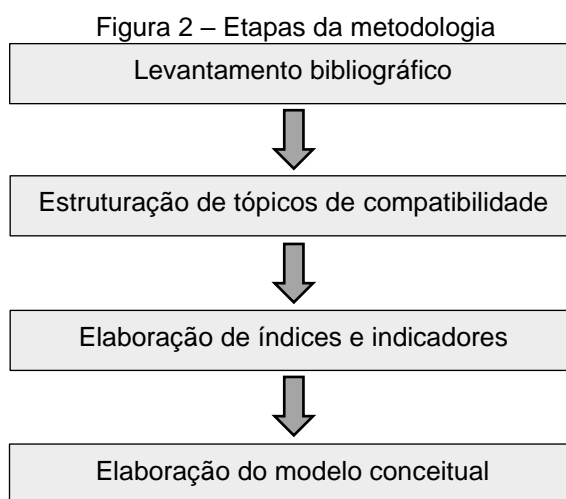 Figura 2 – Etapas da metodologia
Levantamento bibliográfico
Estruturação de tópicos de compatibilidade
Elaboração de índices e indicadores
Elaboração do modelo conceitual